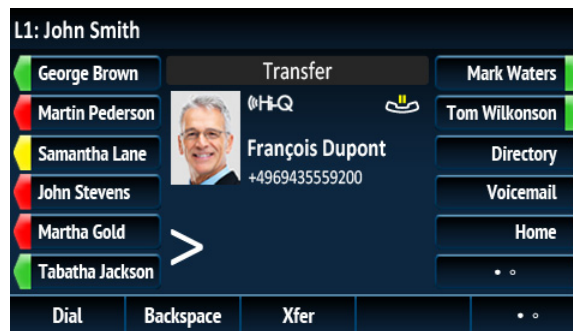 L1: John Smith
George Brown
Transfer
Mark Waters
Martin Pederson
Hi-Q
Tom Wilkonson
Samantha Lane
François Dupont
Directory
+4969435559200
John Stevens
Voicemail
Martha Gold
>
Home
Tabatha Jackson
Dial
Backspace
Xfer